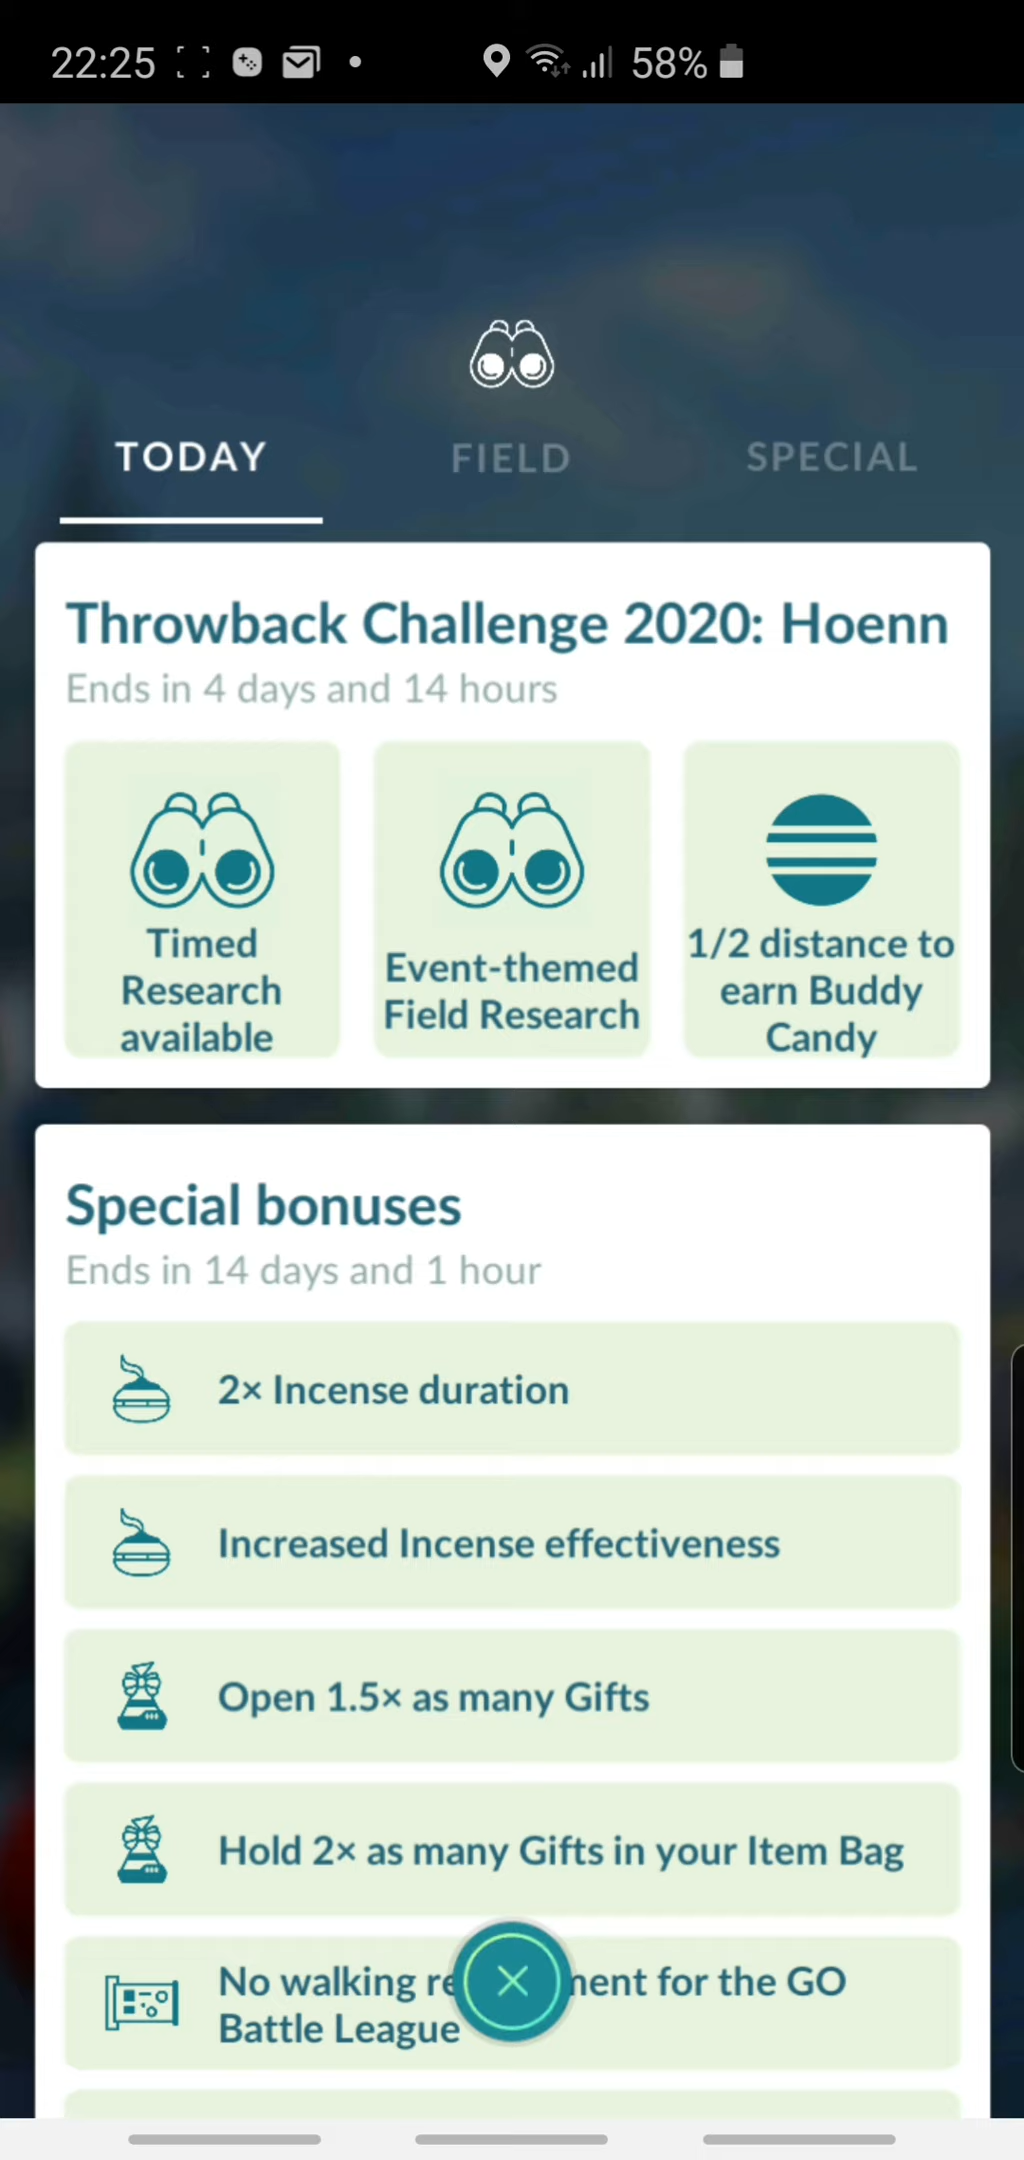 22:25 58%
TODAY FIELD SPECIAL
Throwback Challenge 2020: Hoenn
Ends in 4 days and 14 hours
Timed
Research
available
Event-themed
Field Research
1/2 distance to
earn Buddy
Candy
Special bonuses
Ends in 14 days and 1 hour
2× Incense duration
Increased Incense effectiveness
Open 1.5× as many Gifts
Hold 2× as many Gifts in your Item Bag
No walking for the GO
Battle League